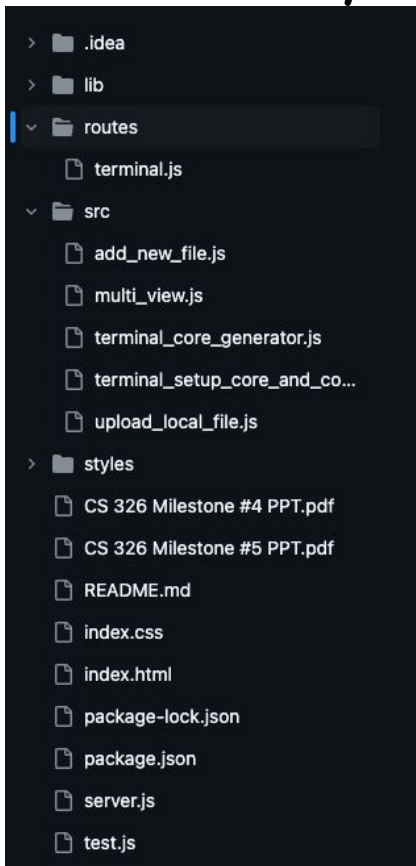 .idea
lib
routes
terminal.js
src
add_new_file.js
multi_view.js
terminal_core_generator.js
terminal_setup_core_and_co...
upload_local_file.js
styles
CS 326 Milestone #4 PPT.pdf
CS 326 Milestone #5 PPT.pdf
README.md
index.css
index.html
package-lock.json
package.json
server.js
test.js